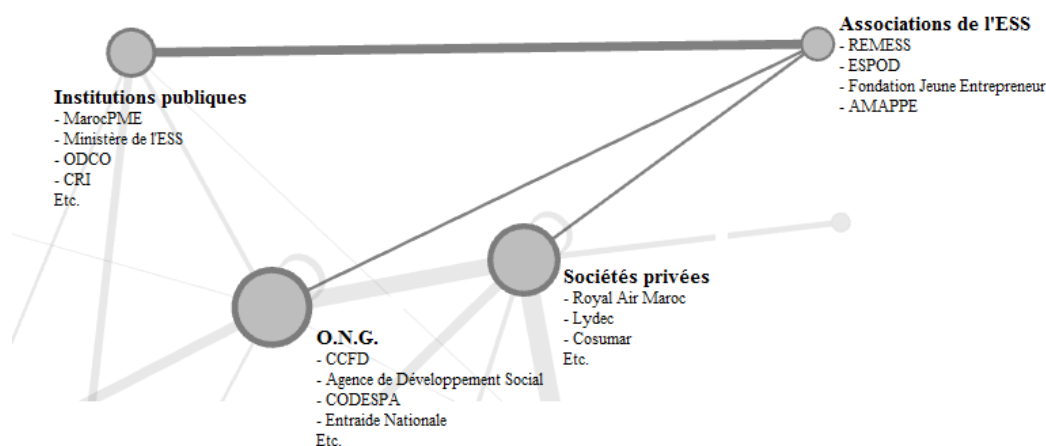 Associations de l'ESS
- REMESS
- ESPOD
- Fondation Jeune Entrepreneur
- AMAPPE
Institutions publiques
- MarocPME
- Ministère de l'ESS
- ODCO
- CRI
Etc.
Sociétés privées
- Royal Air Maroc
- Lydec
- Cosumar
Etc.
O.N.G.
- CCFD
- Agence de Développement Social
- CODESPA
- Entraide Nationale
Etc.